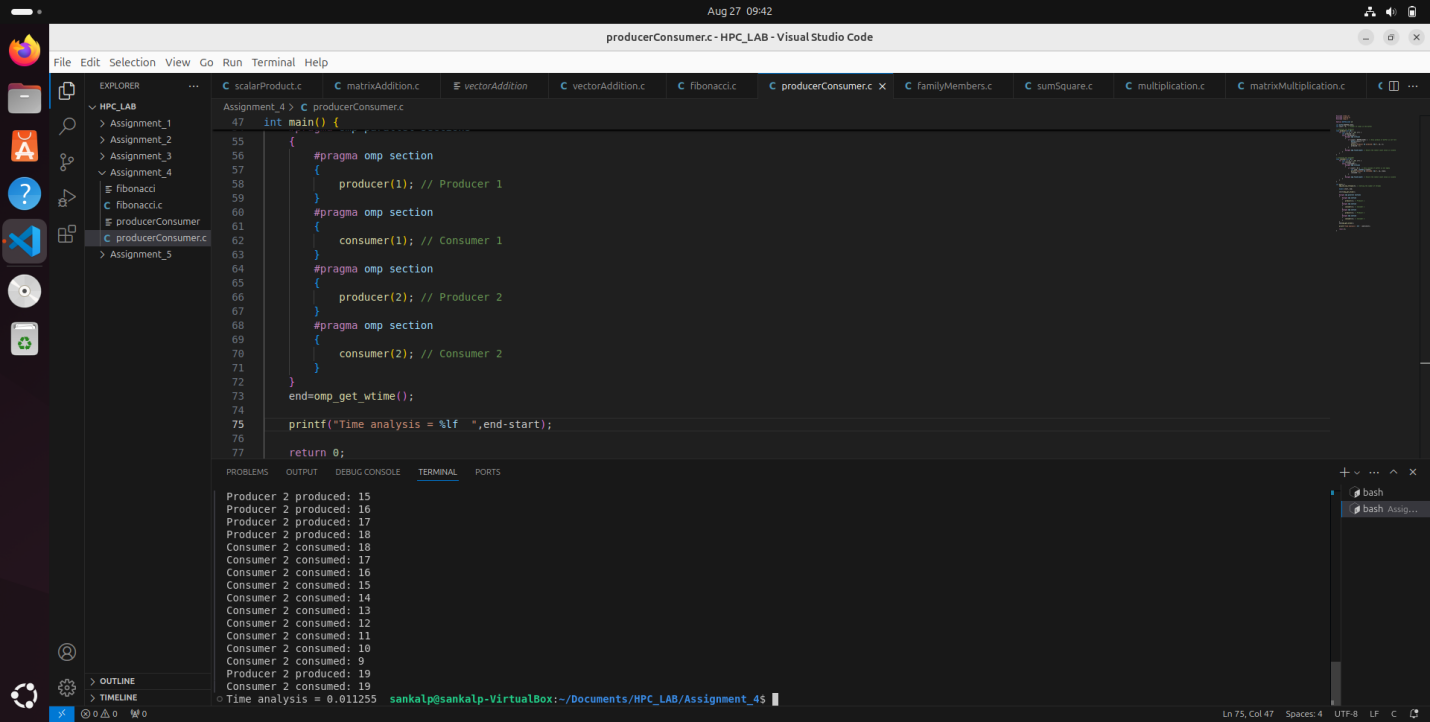 Aug 27 09:42
producerConsumer.c - HPC_LAB - Visual Studio Code
File Edit Selection View Go Run Terminal Help
EXPLORER ···
HPC_LAB
Assignment_1
Assignment_2
Assignment_3
Assignment_4
fibonacci
C fibonacci.c
producerConsumer
C producerConsumer.c
Assignment_5
OUTLINE
TIMELINE
C scalarProduct.c C matrixAddition.c vectorAddition C vectorAddition.c C fibonacci.c C producerConsumer.c C familyMembers.c C sumSquare.c C multiplication.c C matrixMultiplication.c
Assignment_4 > C producerConsumer.c
47 int main() {
55 {
56 #pragma omp section
57 {
58 producer(1); // Producer 1
59 }
60 #pragma omp section
61 {
62 consumer(1); // Consumer 1
63 }
64 #pragma omp section
65 {
66 producer(2); // Producer 2
67 }
68 #pragma omp section
69 {
70 consumer(2); // Consumer 2
71 }
72 }
73 end=omp_get_wtime();
74
75 printf("Time analysis = %lf  ",end-start);
76
77 return 0;
PROBLEMS OUTPUT DEBUG CONSOLE TERMINAL PORTS
Producer 2 produced: 15
Producer 2 produced: 16
Producer 2 produced: 17
Producer 2 produced: 18
Consumer 2 consumed: 18
Consumer 2 consumed: 17
Consumer 2 consumed: 16
Consumer 2 consumed: 15
Consumer 2 consumed: 14
Consumer 2 consumed: 13
Consumer 2 consumed: 12
Consumer 2 consumed: 11
Consumer 2 consumed: 10
Consumer 2 consumed: 9
Producer 2 produced: 19
Consumer 2 consumed: 19
Time analysis = 0.011255  sankalp@sankalp-VirtualBox:~/Documents/HPC_LAB/Assignment_4$
bash
bash Assig...
0 0 0
Ln 75, Col 47 Spaces: 4 UTF-8 LF C